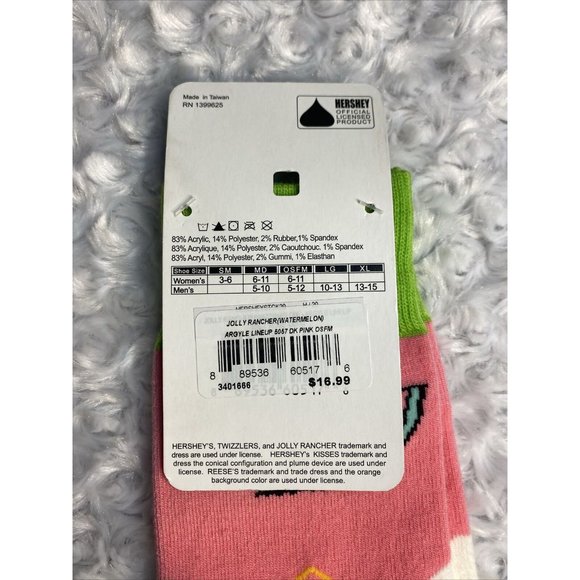 Made in Taiwan
RN 1399625
HERSHEY
OFFICIAL
LICENSED
PRODUCT
83% Acrylic, 14% Polyester, 2% Rubber,1% Spandex
83% Acrylique, 14% Polyester, 2% Caoutchouc. 1% Spandex
83% Acryl, 14% Polyester, 2% Gummi, 1% Elasthan
Shoe Size SM MD OSFM LG XL
Women's 3-6 6-11 6-11
Men's 5-10 5-12 10-13 13-15
JOLLY RANCHER(WATERMELON)
ARGYLE LINEUP 5057 DK PINK OSFM
8 89536 60517 6
3401666 $16.99
HERSHEY'S, TWIZZLERS, and JOLLY RANCHER trademark and
dress are used under license. HERSHEY's KISSES trademark and
dress the conical configuration and plume device are used under
license. REESE'S trademark and trade dress and the orange
background color are used under license.